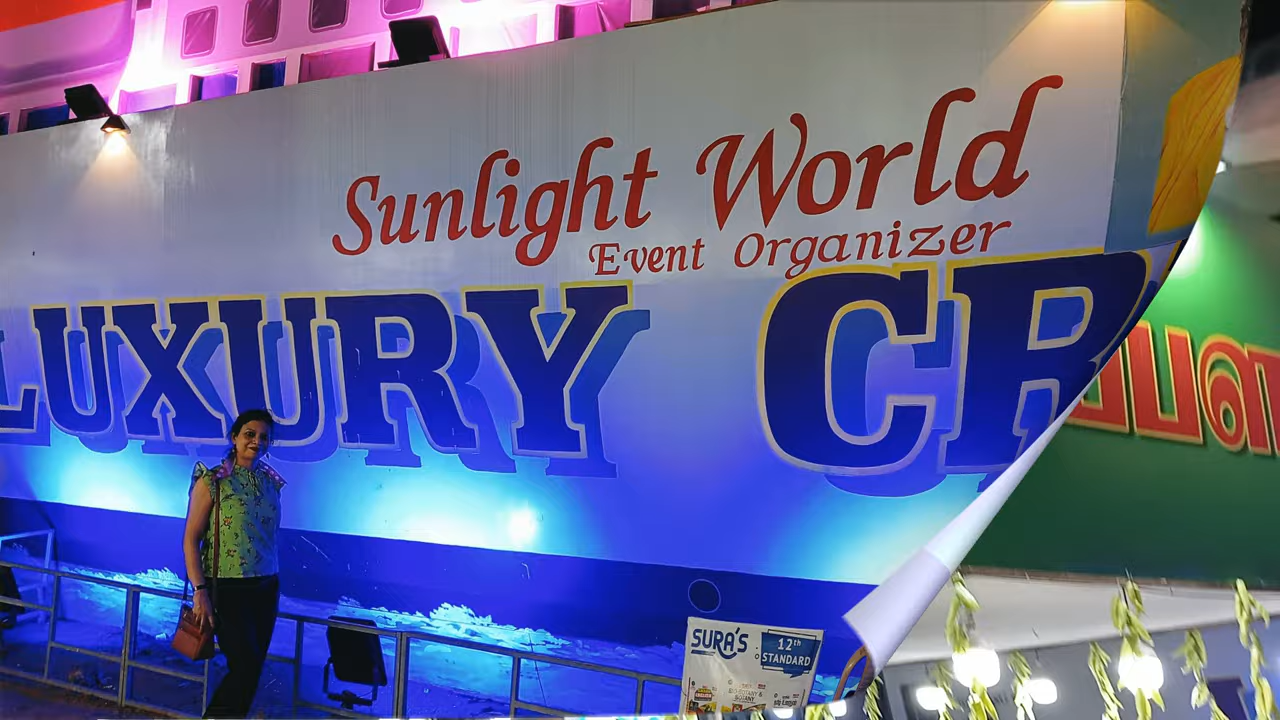 Sunlight World
Event Organizer
LUXURY CR
SURA'S
12th
STANDARD